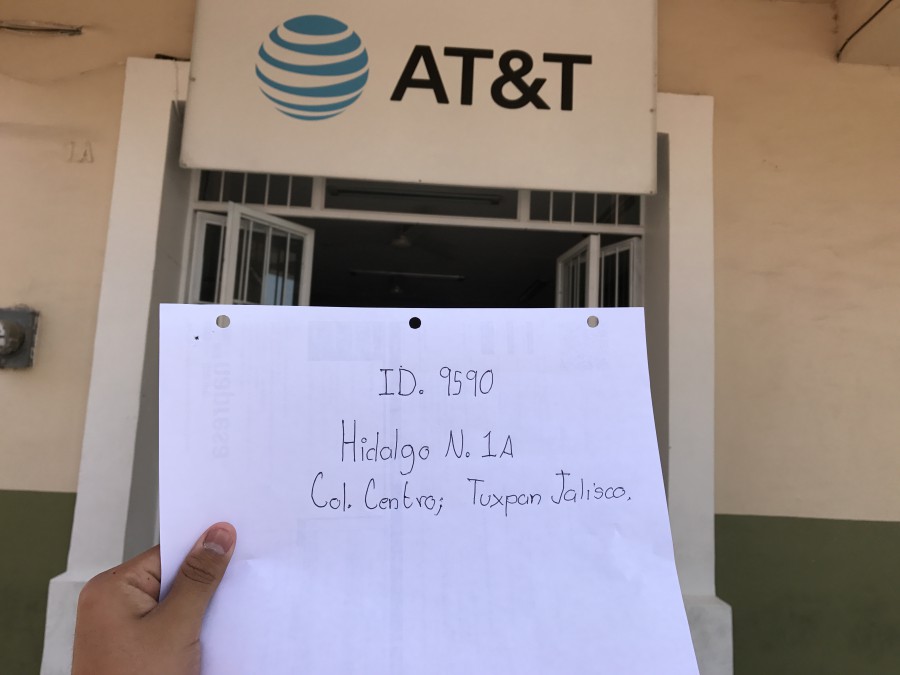 AT&T
1A
ID. 9590
Hidalgo N. 1A
Col. Centro; Tuxpan Jalisco.